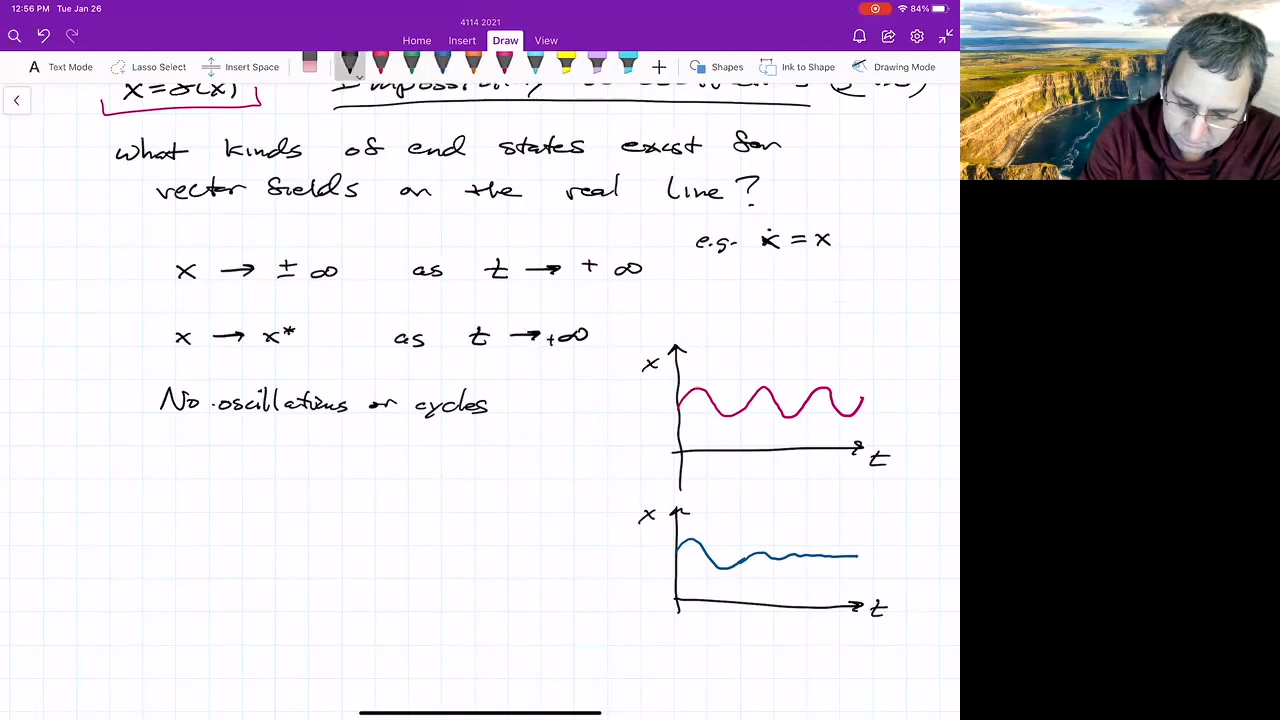 12:56 PM Tue Jan 26
84%
4114 2021
Home Insert Draw View
Text Mode Lasso Select Insert Space Shapes Ink to Shape Drawing Mode
What kinds of end states exist for
vector fields on the real line?
e.g. ẋ = x
x → ± ∞ as t → + ∞
x → x* as t → +∞
x
No oscillations or cycles
t
x
t